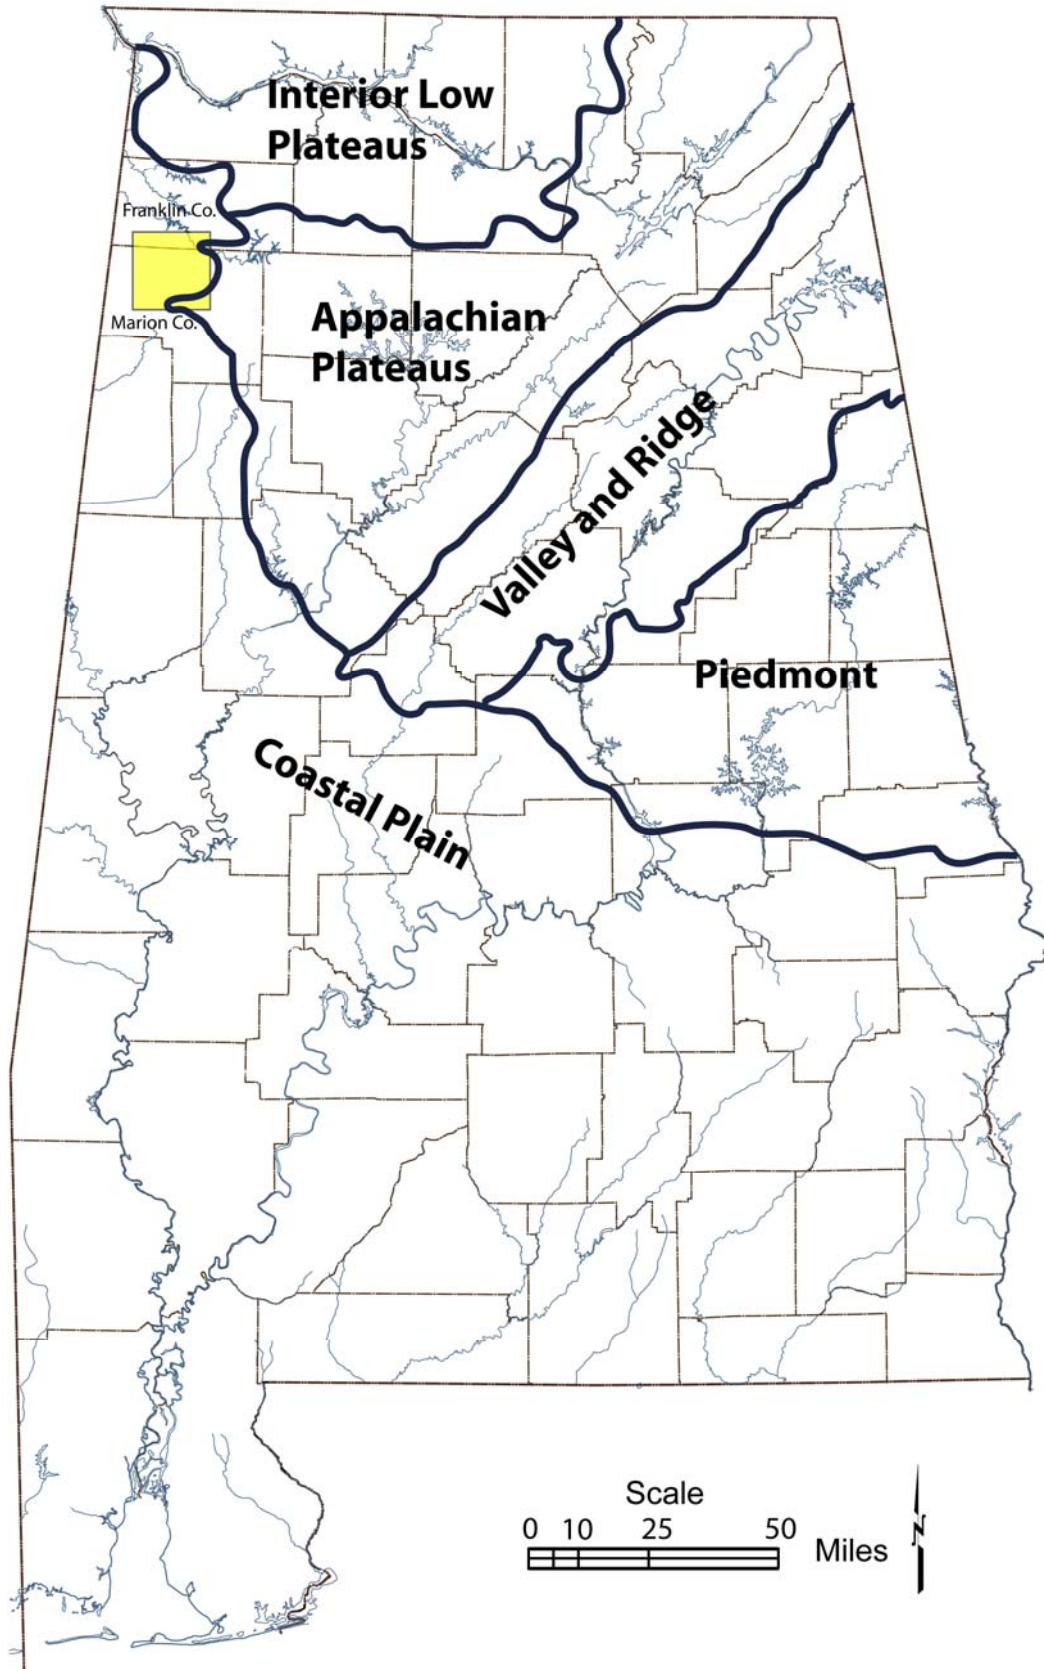 Interior Low
Plateaus
Franklin Co.
Marion Co.
Appalachian
Plateaus
Valley and Ridge
Piedmont
Coastal Plain
Scale
0 10 25 50
Miles
N